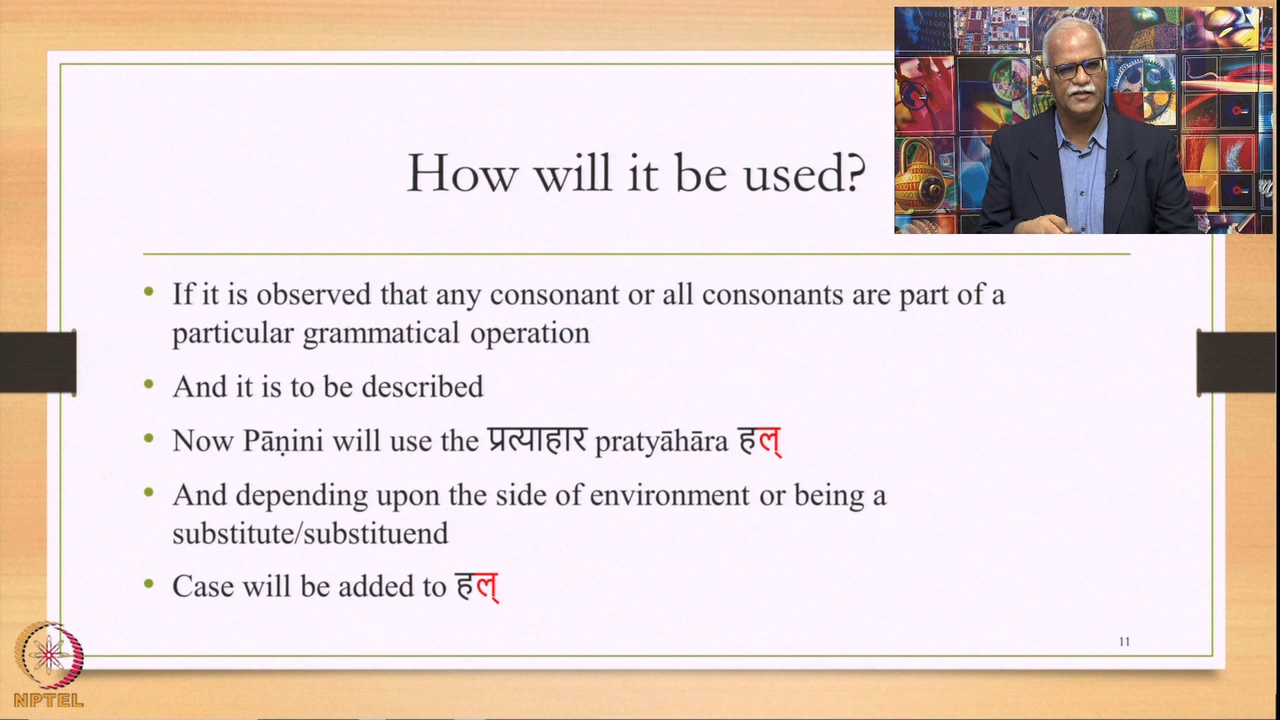 How will it be used?
• If it is observed that any consonant or all consonants are part of a
particular grammatical operation
• And it is to be described
• Now Pāṇini will use the प्रत्याहार pratyāhāra हल्
• And depending upon the side of environment or being a
substitute/substituend
• Case will be added to हल्
11
NPTEL